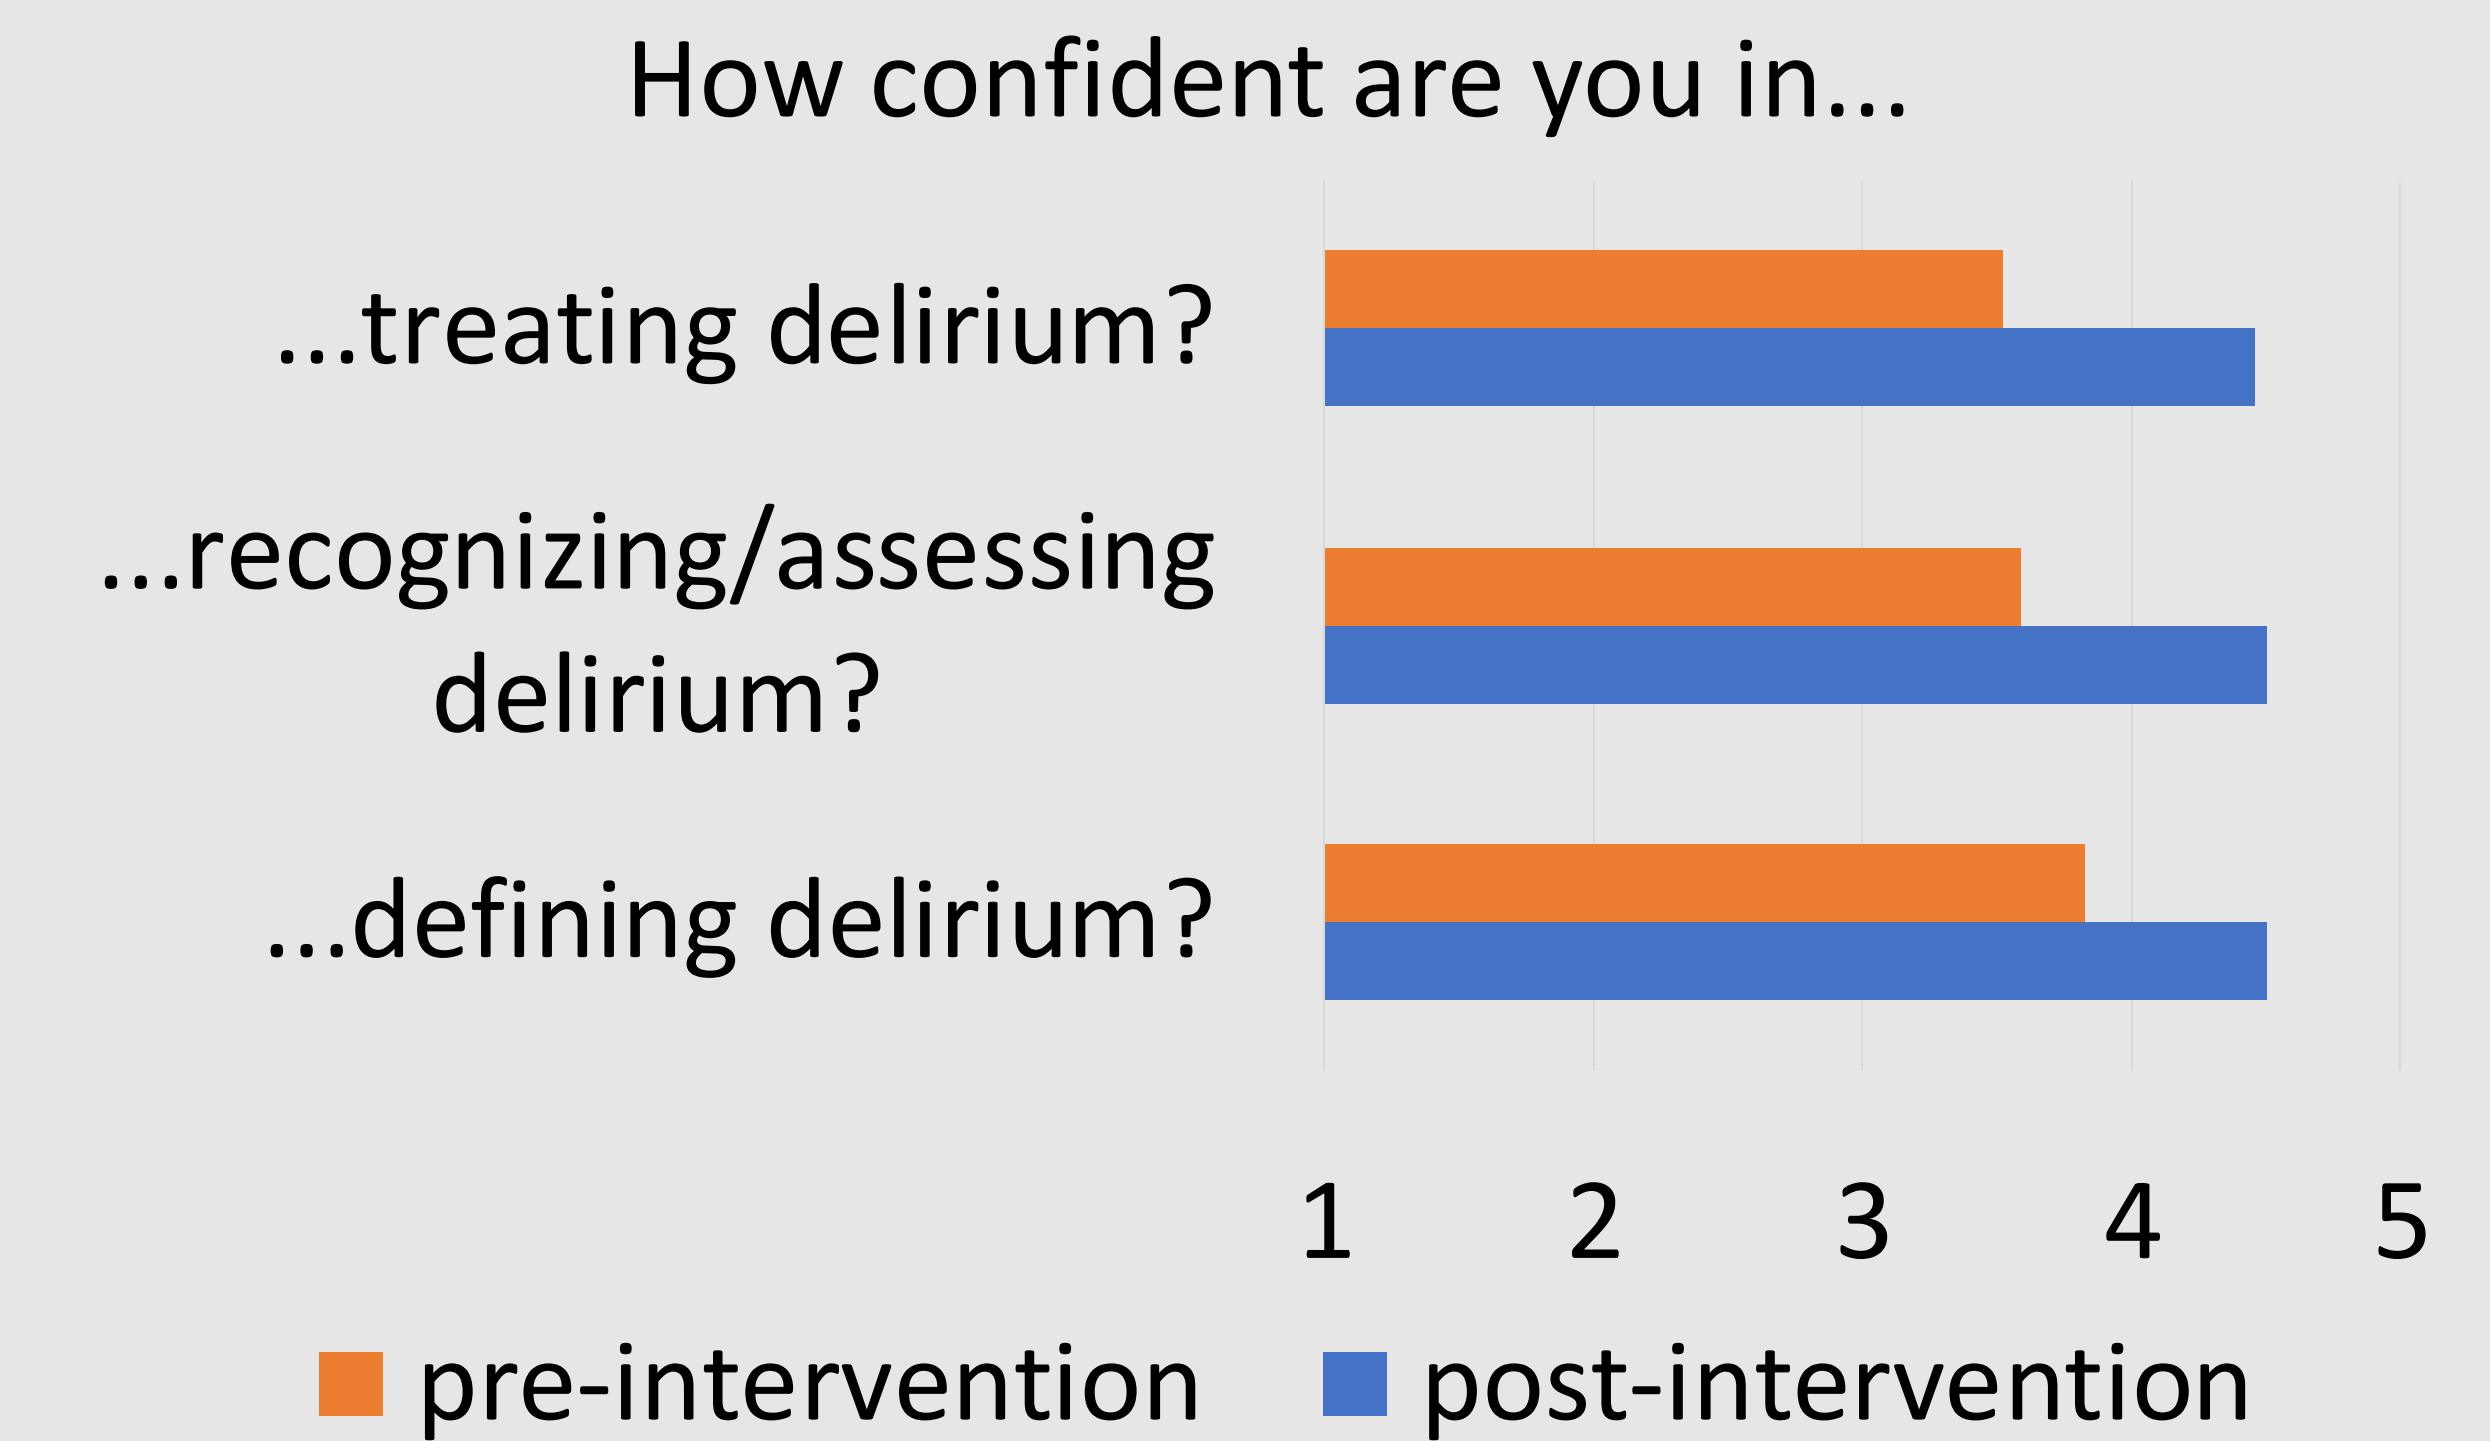 How confident are you in...
...treating delirium?
...recognizing/assessing
delirium?
...defining delirium?
1 2 3 4 5
pre-intervention post-intervention